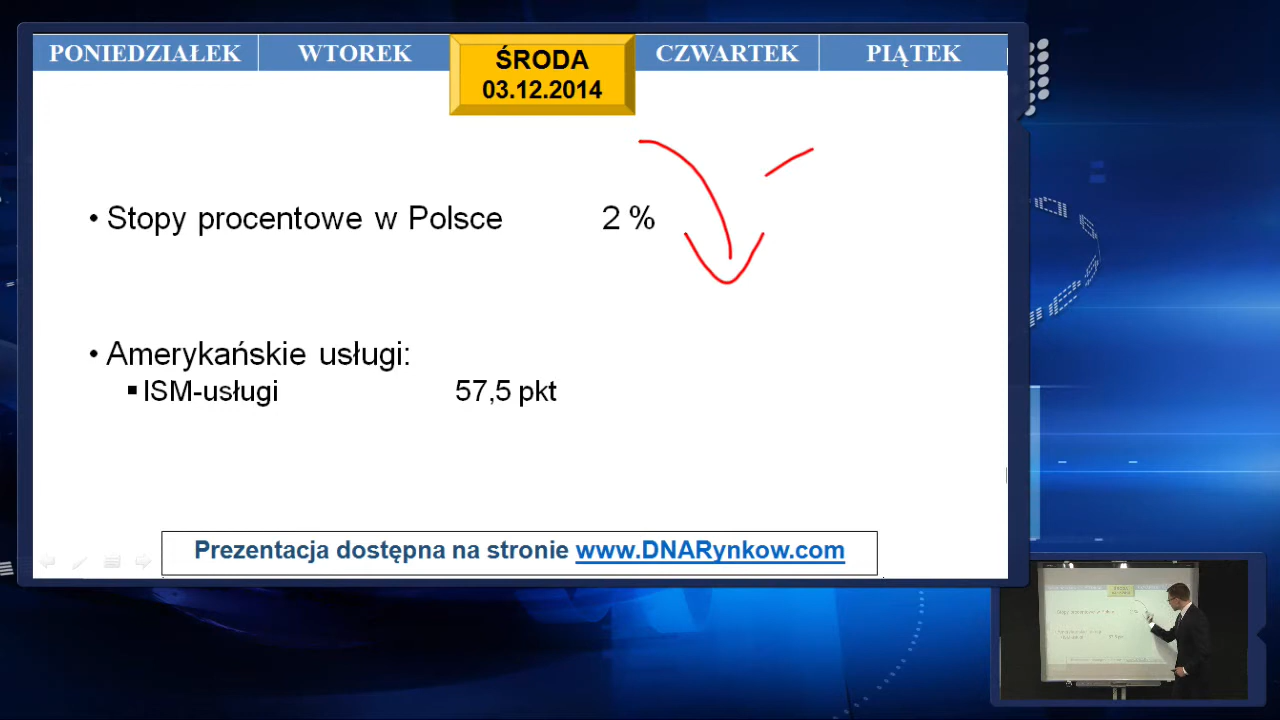 PONIEDZIAŁEK WTOREK ŚRODA CZWARTEK PIĄTEK
03.12.2014
• Stopy procentowe w Polsce 2 %
• Amerykańskie usługi:
▪ ISM-usługi 57,5 pkt
Prezentacja dostępna na stronie www.DNARynkow.com